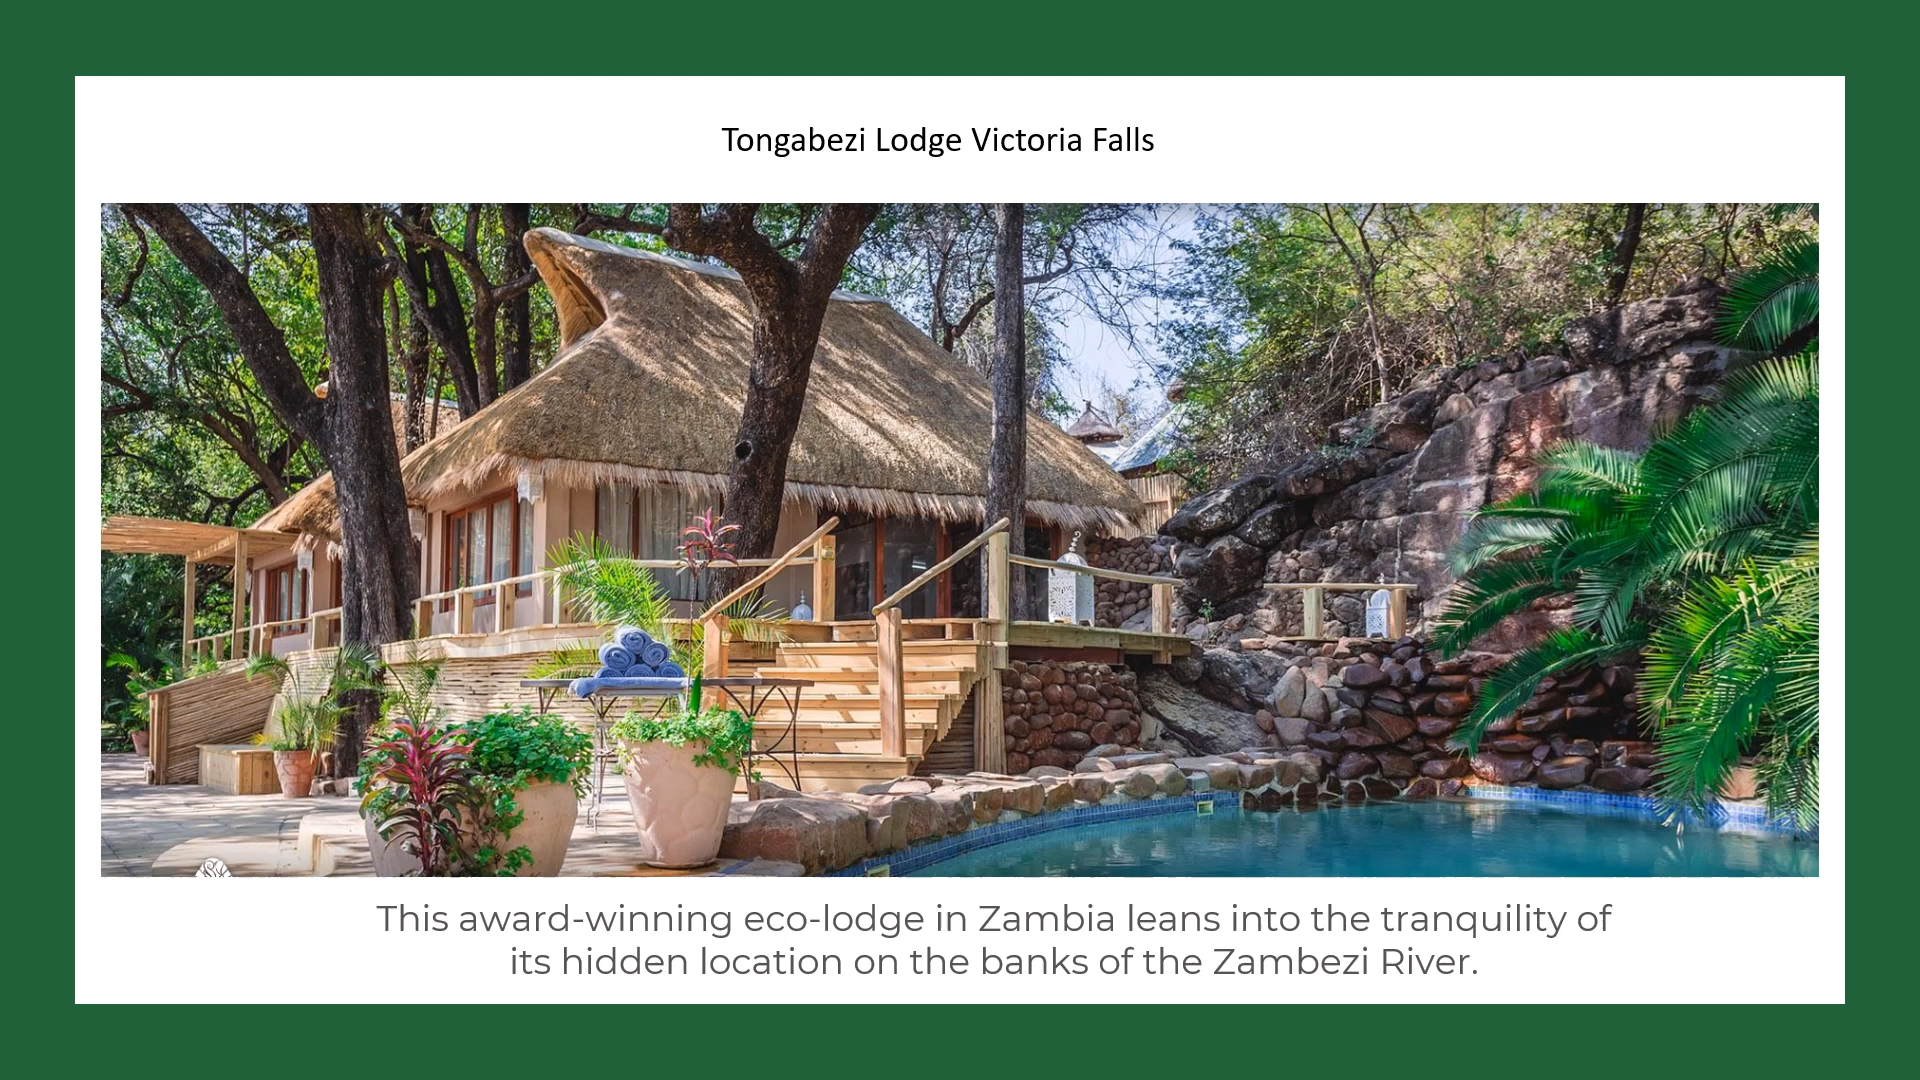 Tongabezi Lodge Victoria Falls
This award-winning eco-lodge in Zambia leans into the tranquility of
its hidden location on the banks of the Zambezi River.